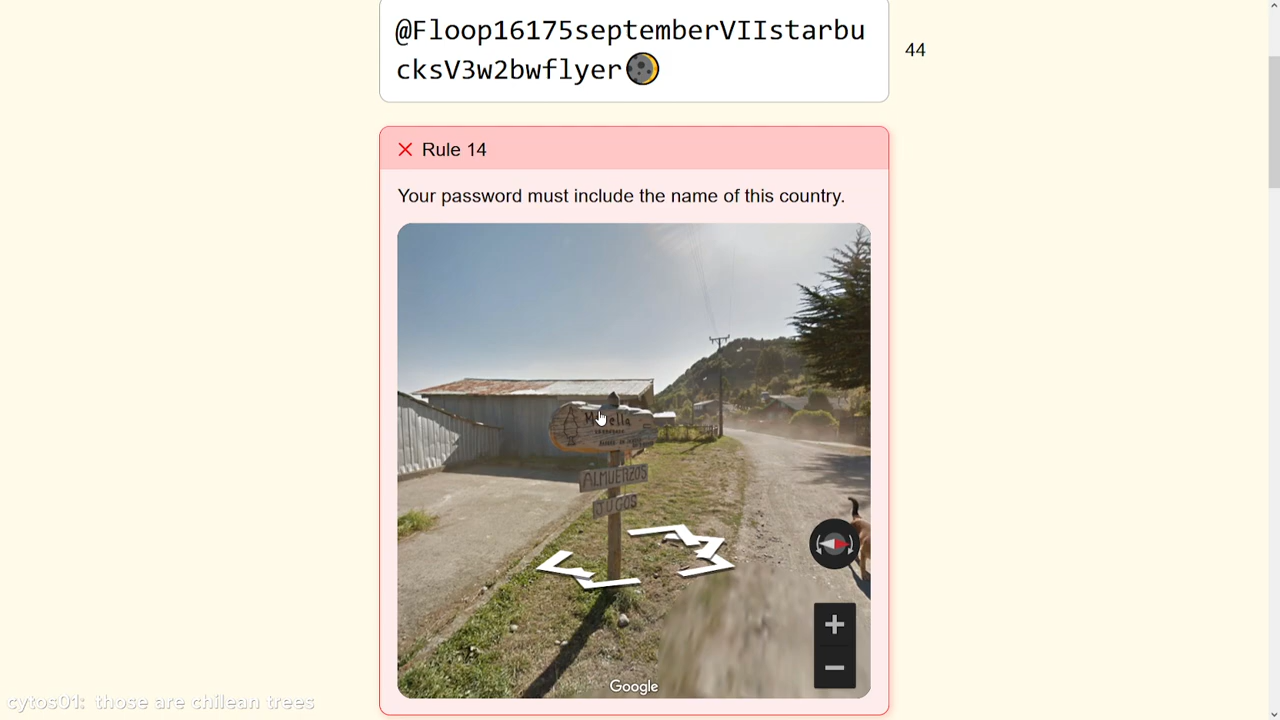 @Floop16175septemberVIIstarbu
cksV3w2bwflyer🌘
44
Rule 14
Your password must include the name of this country.
ALMUERZOS
JUGOS
Google
cytos01: those are chilean trees